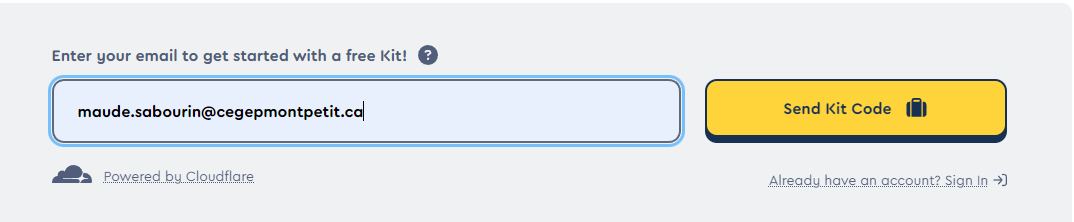 Enter your email to get started with a free Kit! ?
maude.sabourin@cegepmontpetit.ca
Send Kit Code
Powered by Cloudflare
Already have an account? Sign In